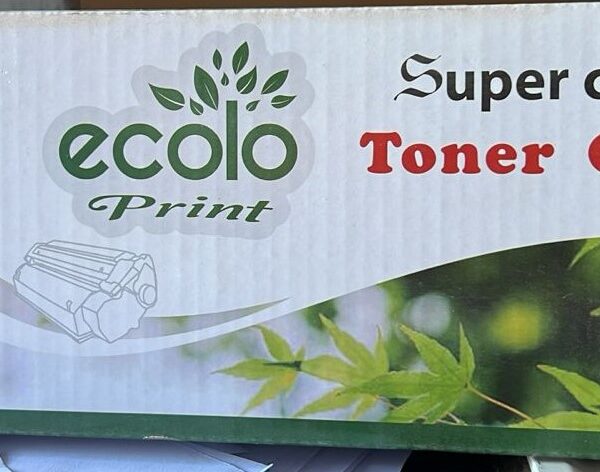 ecolo
Print
Super
Toner